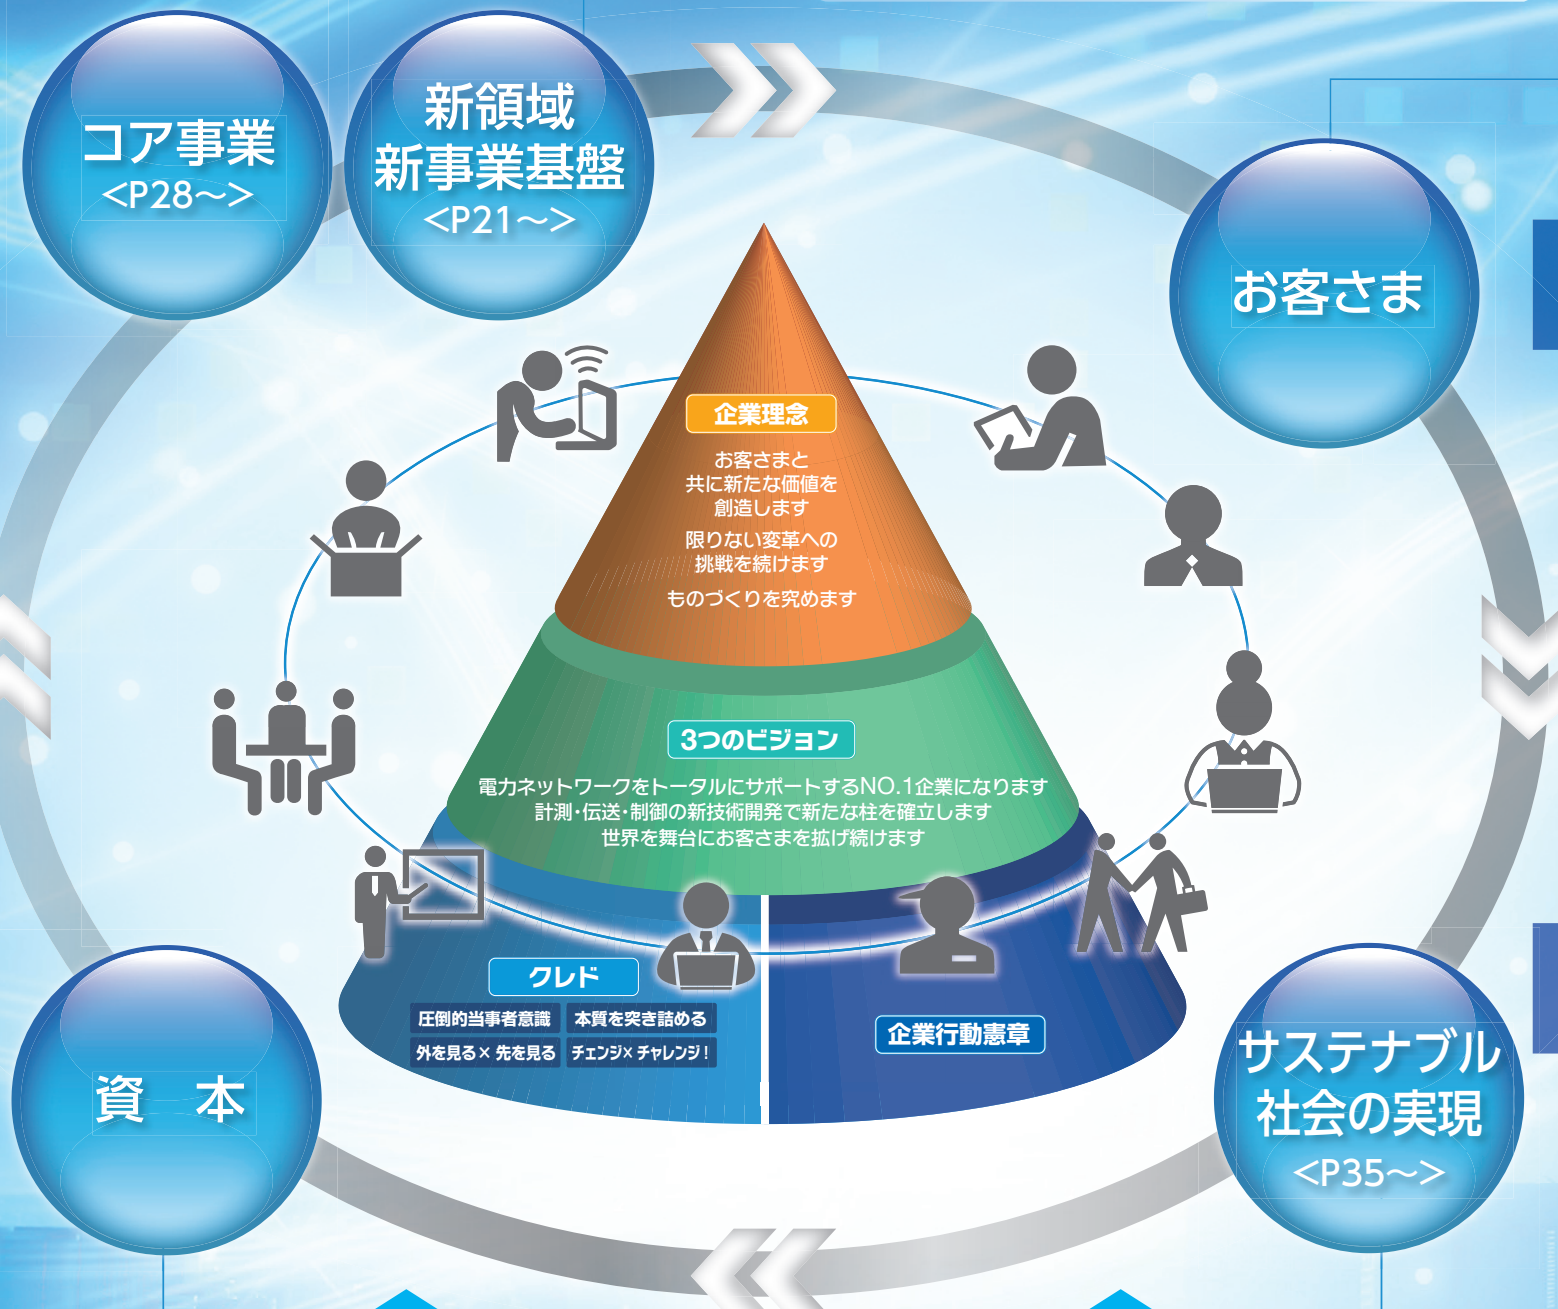 コア事業
<P28～>
新領域
新事業基盤
<P21～>
お客さま
企業理念
お客さまと
共に新たな価値を
創造します
限りない変革への
挑戦を続けます
ものづくりを究めます
3つのビジョン
電力ネットワークをトータルにサポートするNO.1企業になります
計測・伝送・制御の新技術開発で新たな柱を確立します
世界を舞台にお客さまを拡げ続けます
クレド
圧倒的当事者意識
本質を突き詰める
外を見る× 先を見る
チェンジ× チャレンジ！
企業行動憲章
資　本
サステナブル
社会の実現
<P35～>